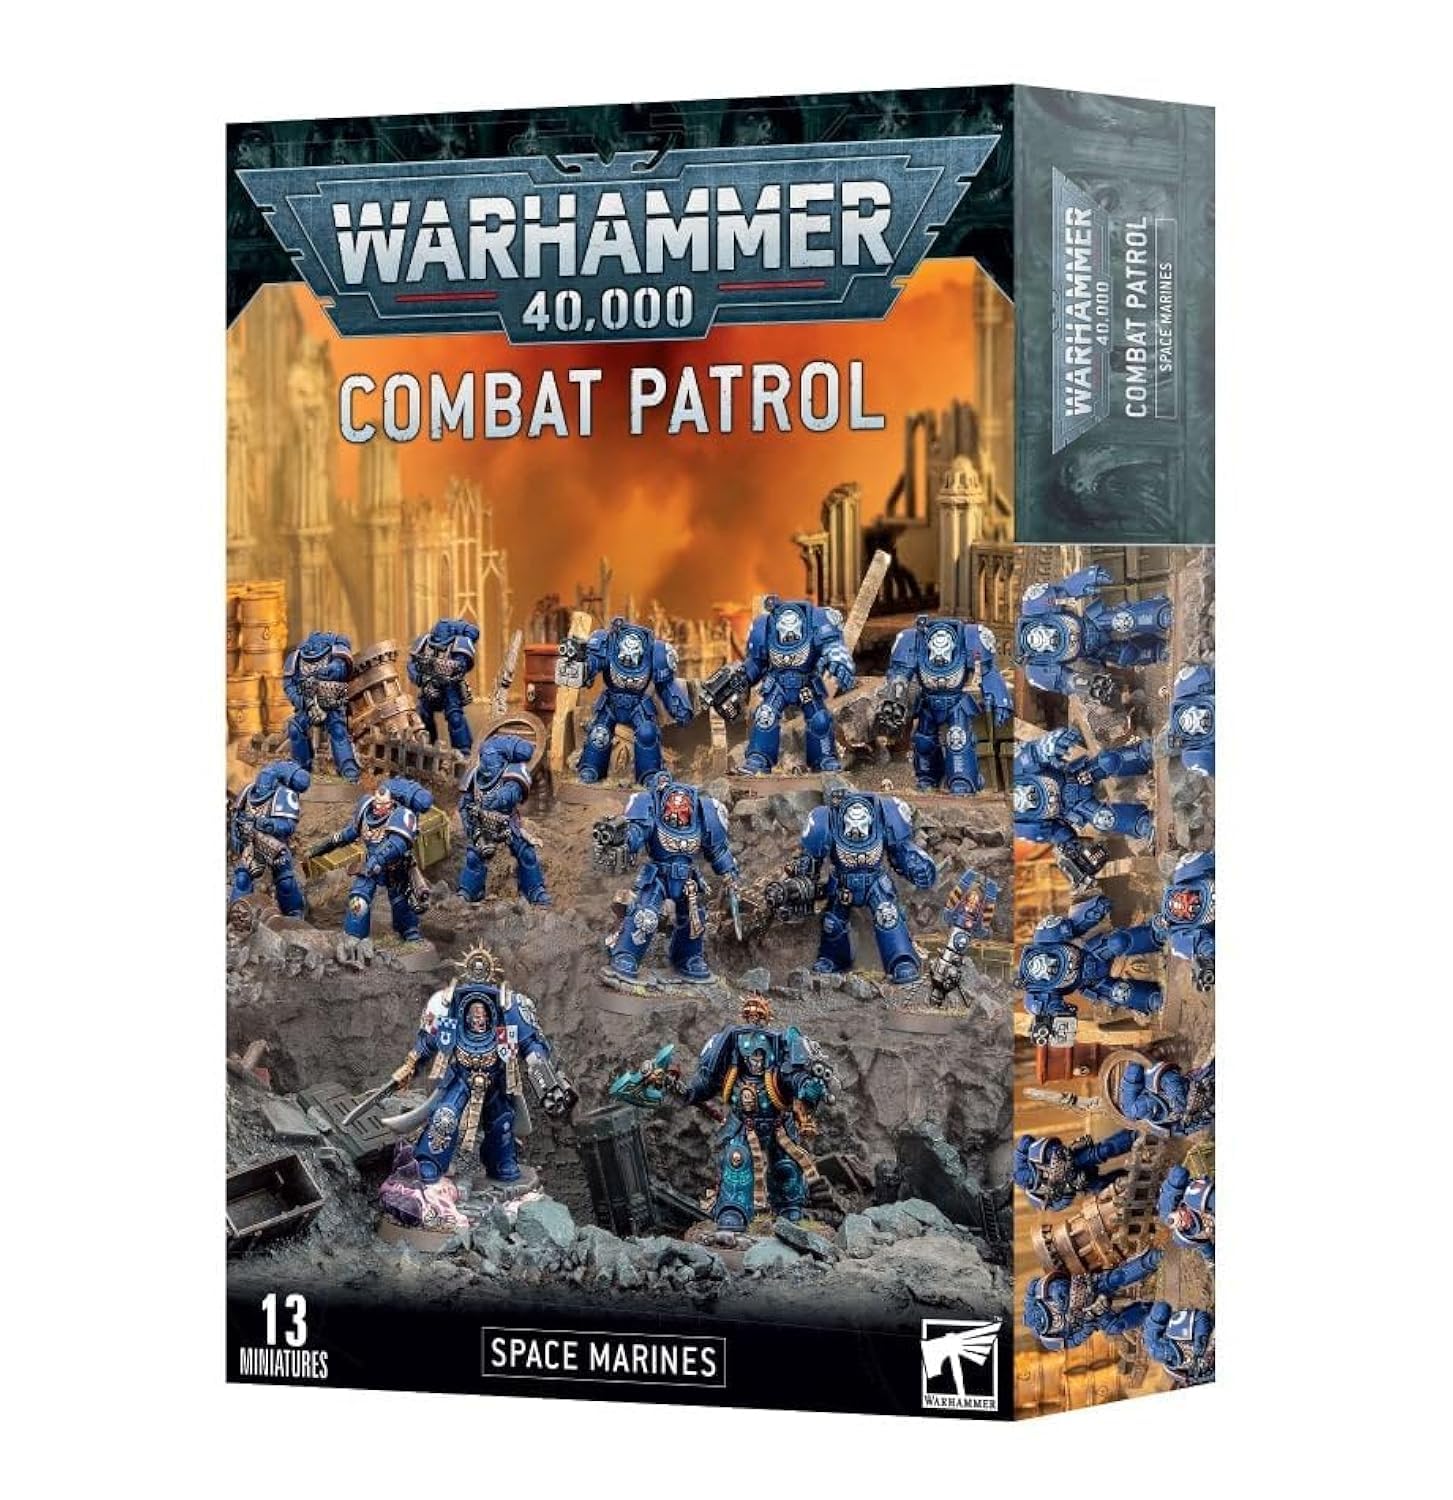 WARHAMMER
40,000
COMBAT PATROL
13
MINIATURES
SPACE MARINES
WARHAMMER
WARHAMMER
40,000
COMBAT PATROL
SPACE MARINES